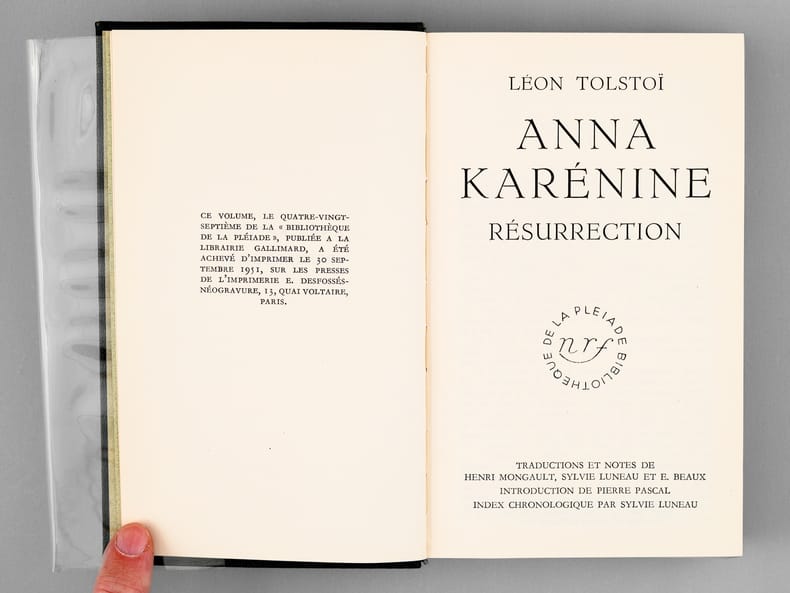 CE VOLUME, LE QUATRE-VINGT-
SEPTIÈME DE LA « BIBLIOTHÈQUE
DE LA PLÉIADE », PUBLIÉE A LA
LIBRAIRIE GALLIMARD, A ÉTÉ
ACHEVÉ D'IMPRIMER LE 30 SEP-
TEMBRE 1951, SUR LES PRESSES
DE L'IMPRIMERIE E. DESFOSSÉS-
NÉOGRAVURE, 13, QUAI VOLTAIRE,
PARIS.
LÉON TOLSTOÏ
ANNA
KARÉNINE
RÉSURRECTION
BIBLIOTHEQUE DE LA PLEIADE
nrf
TRADUCTIONS ET NOTES DE
HENRI MONGAULT, SYLVIE LUNEAU ET E. BEAUX
INTRODUCTION DE PIERRE PASCAL
INDEX CHRONOLOGIQUE PAR SYLVIE LUNEAU